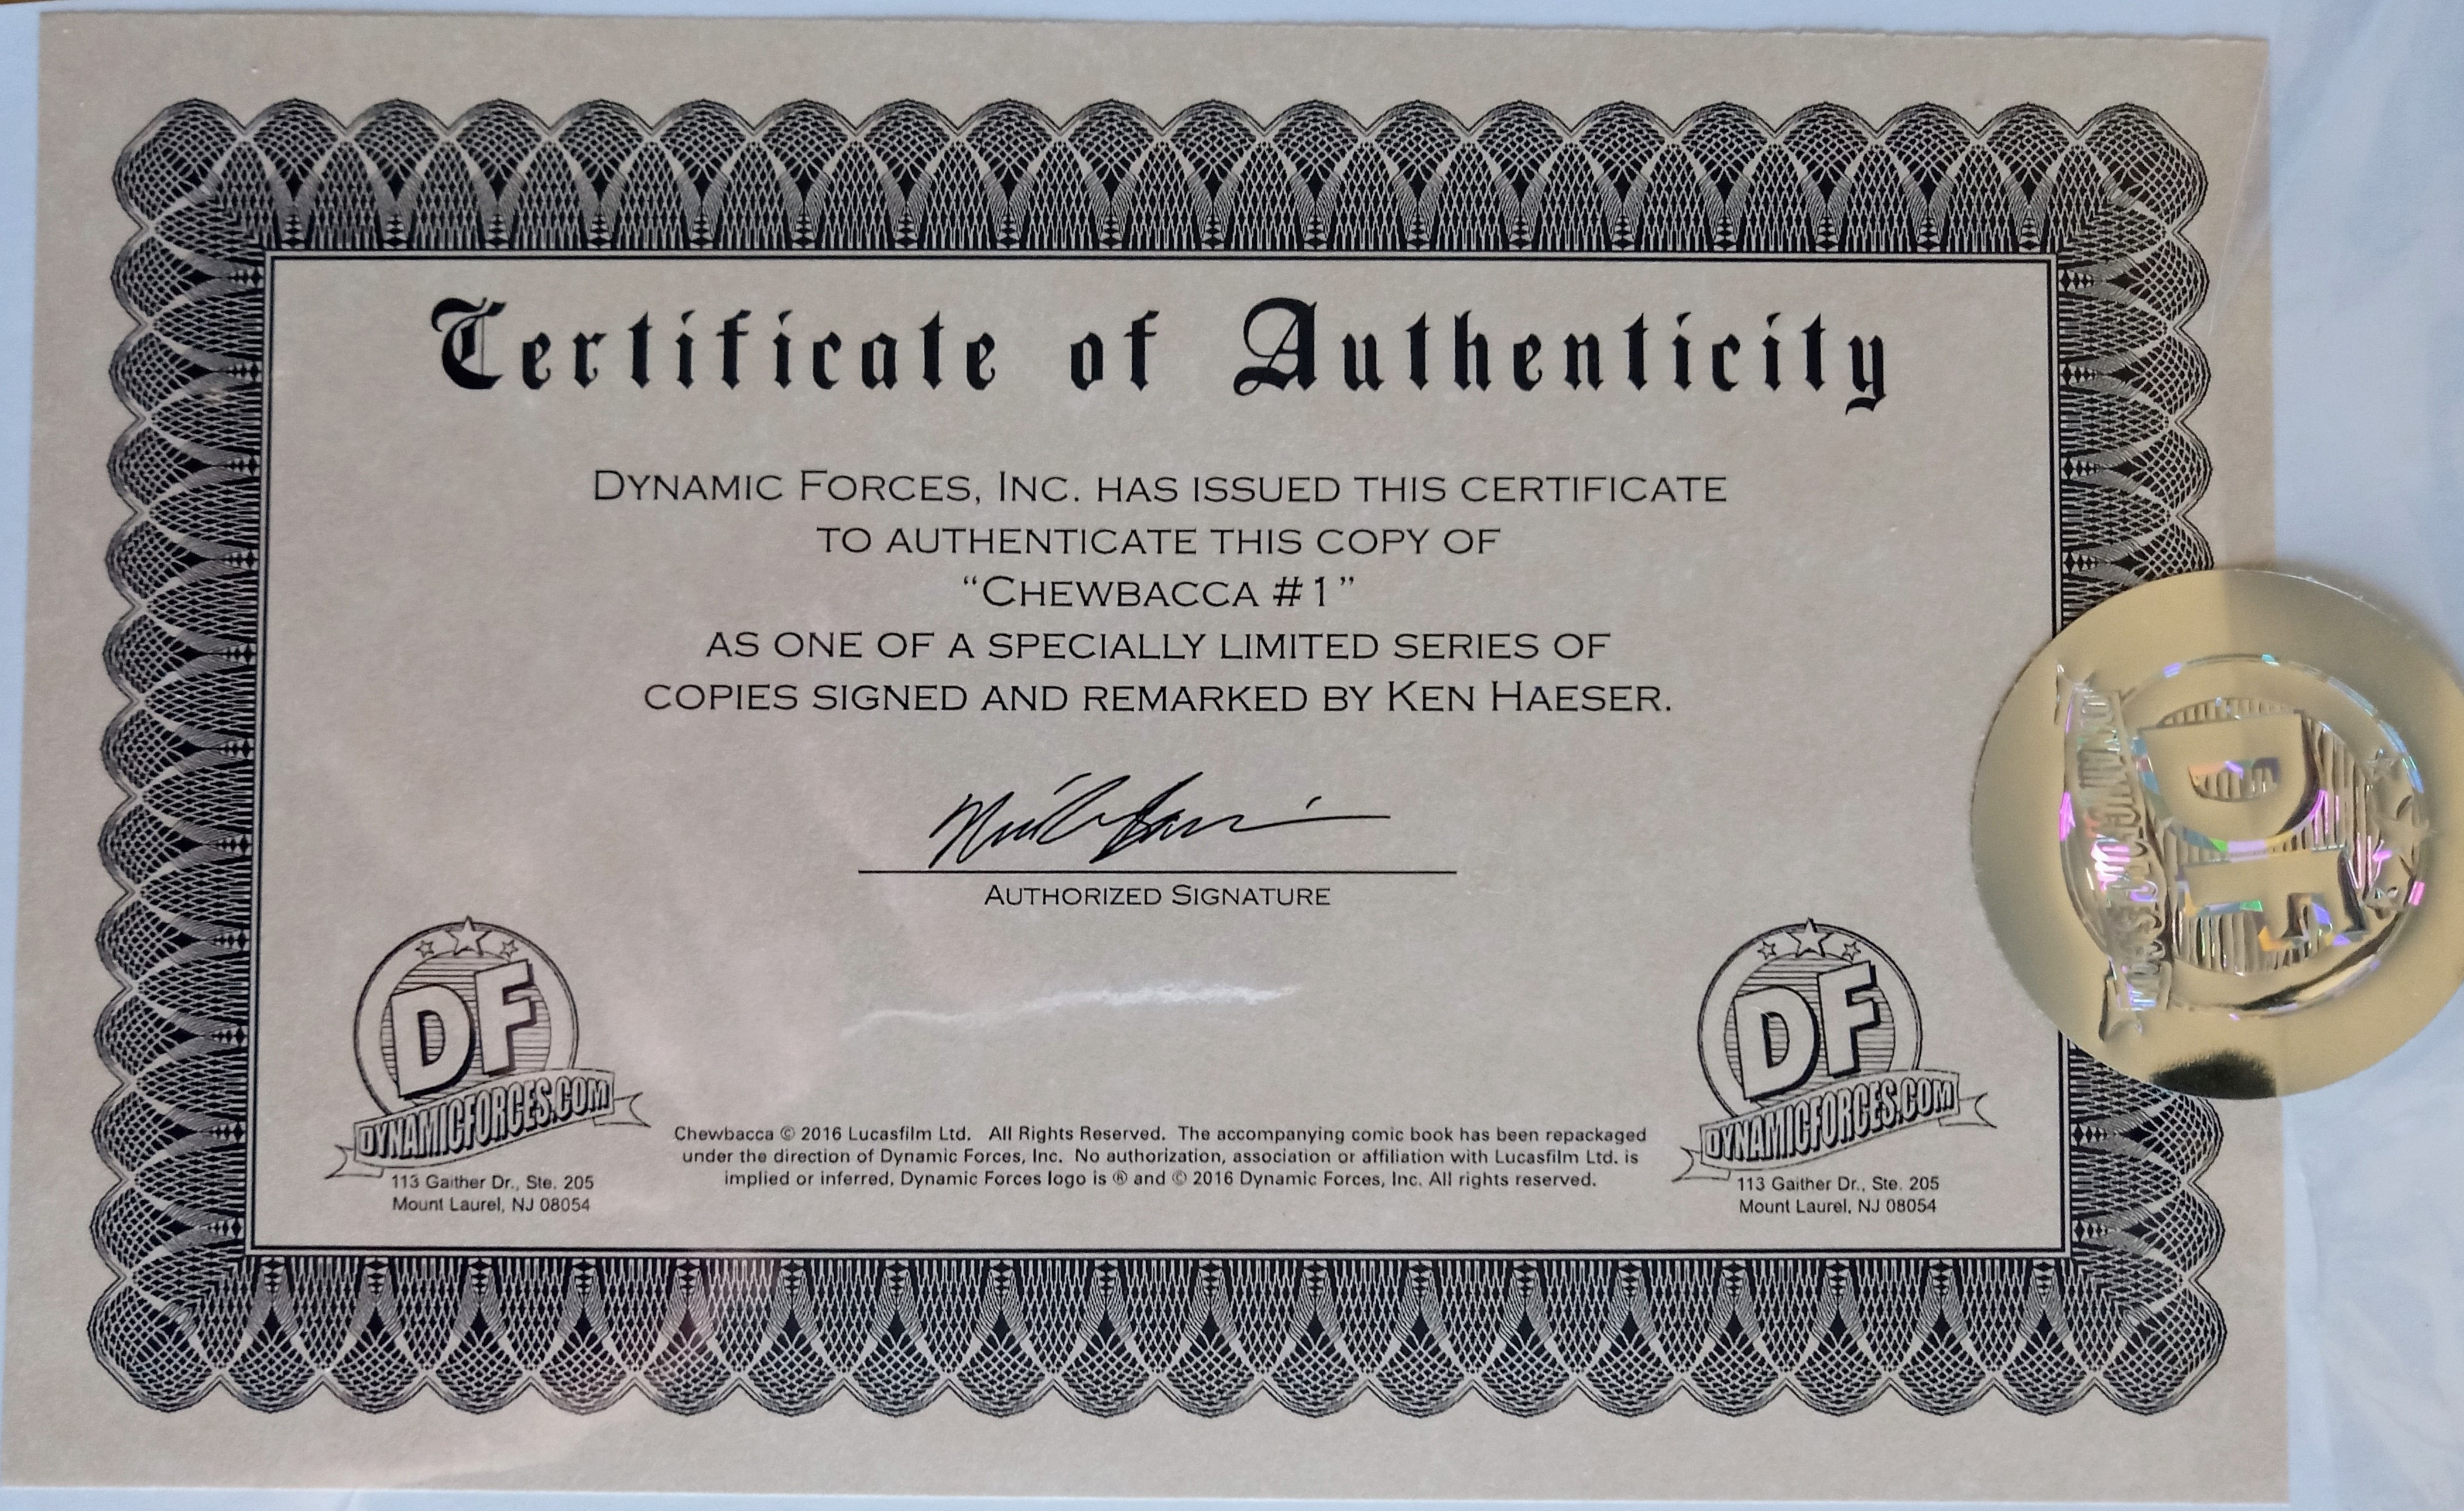 Certificate of Authenticity
DYNAMIC FORCES, INC. HAS ISSUED THIS CERTIFICATE
TO AUTHENTICATE THIS COPY OF
“CHEWBACCA #1”
AS ONE OF A SPECIALLY LIMITED SERIES OF
COPIES SIGNED AND REMARKED BY KEN HAESER.
AUTHORIZED SIGNATURE
DF
DYNAMICFORCES.COM
113 Gaither Dr., Ste. 205
Mount Laurel, NJ 08054
Chewbacca © 2016 Lucasfilm Ltd. All Rights Reserved. The accompanying comic book has been repackaged
under the direction of Dynamic Forces, Inc. No authorization, association or affiliation with Lucasfilm Ltd. is
implied or inferred. Dynamic Forces logo is ® and © 2016 Dynamic Forces, Inc. All rights reserved.
DF
DYNAMICFORCES.COM
113 Gaither Dr., Ste. 205
Mount Laurel, NJ 08054
DF